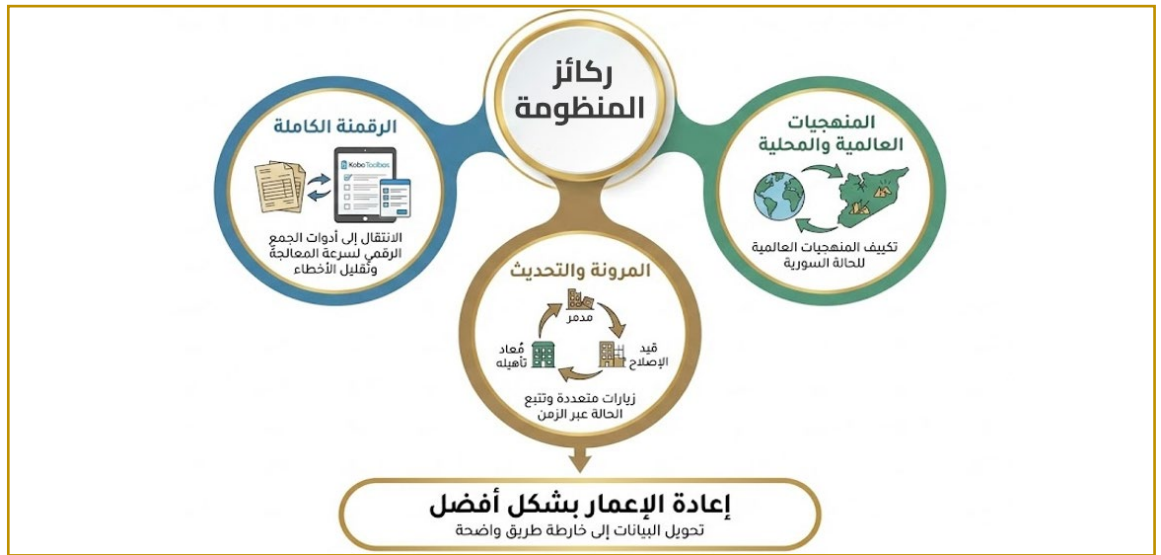 ركائز
المنظومة
المنهجيات
العالمية والمحلية
تكييف المنهجيات العالمية
للحالة السورية
الرقمنة الكاملة
KoboToolbox
الانتقال إلى أدوات الجمع
الرقمي لسرعة المعالجة
وتقليل الأخطاء
المرونة والتحديث
مدمر
قيد
الإصلاح
مُعاد
تأهيله
زيارات متعددة وتتبع
الحالة عبر الزمن
إعادة الإعمار بشكل أفضل
تحويل البيانات إلى خارطة طريق واضحة